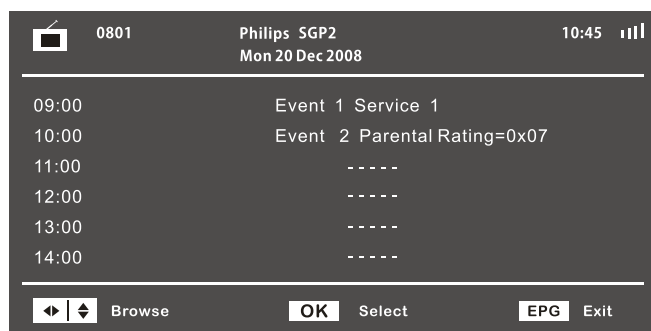 0801 Philips SGP2 10:45
Mon 20 Dec 2008
09:00 Event 1 Service 1
10:00 Event 2 Parental Rating=0x07
11:00 -----
12:00 -----
13:00 -----
14:00 -----
Browse OK Select EPG Exit